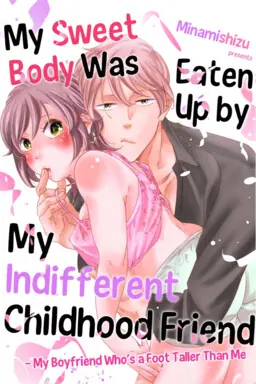 My Sweet
Body Was
Minamishizu
presents
Eaten
Up by
My
Indifferent
Childhood Friend
~ My Boyfriend Who's a Foot Taller Than Me